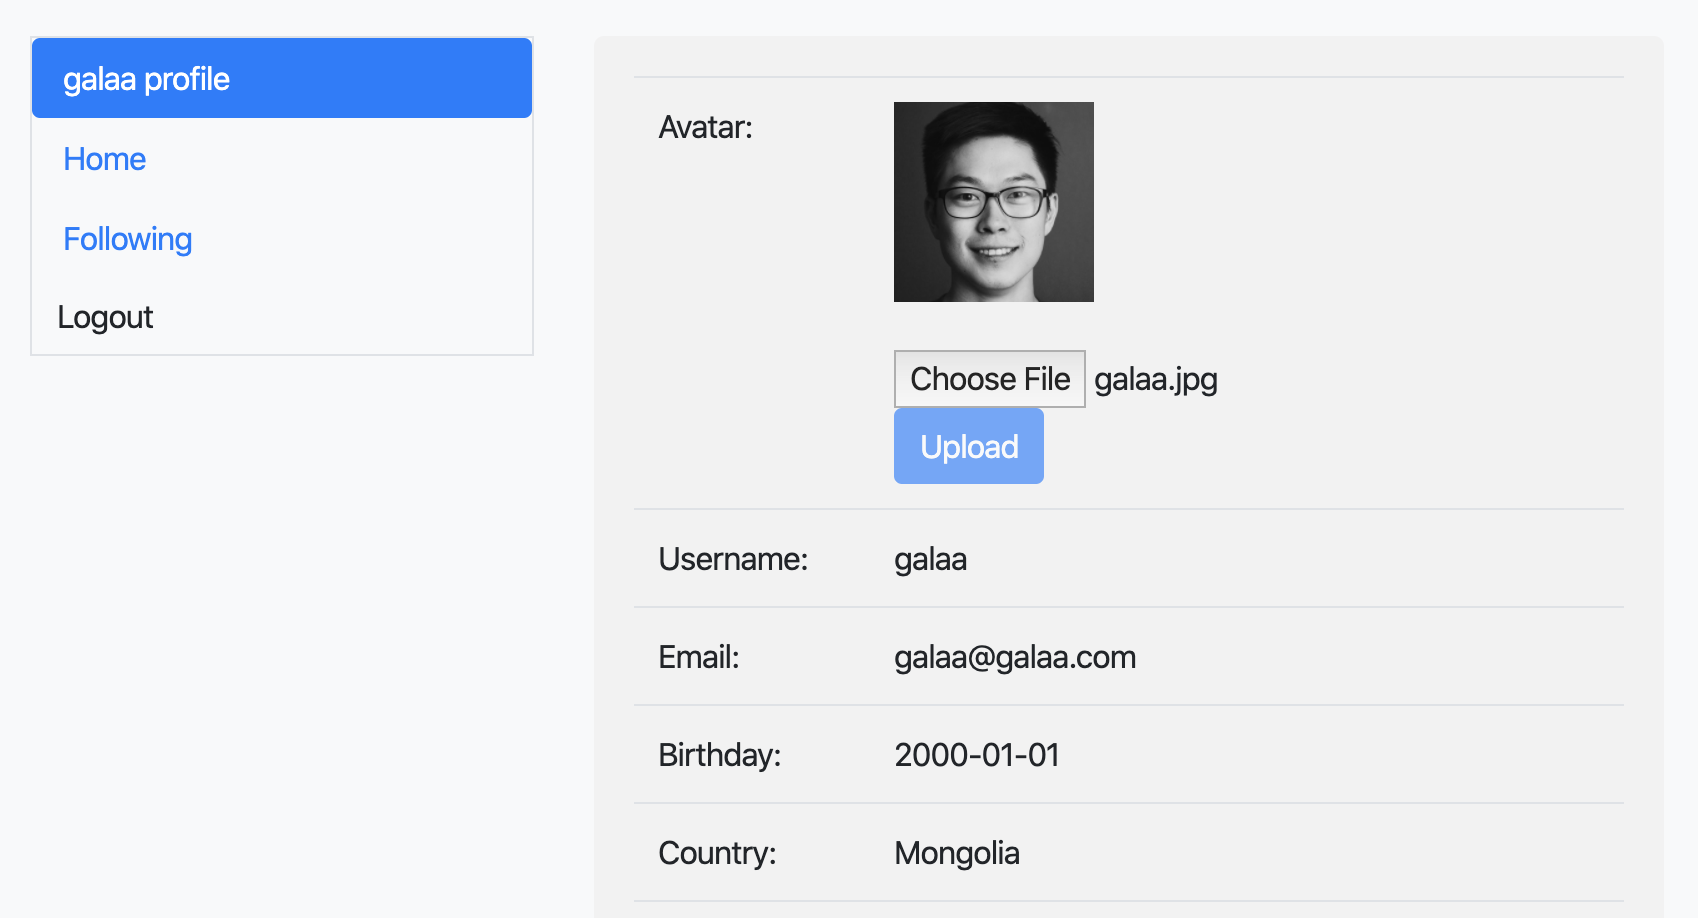 galaa profile
Home
Following
Logout
Avatar:
Choose File galaa.jpg
Upload
Username: galaa
Email: galaa@galaa.com
Birthday: 2000-01-01
Country: Mongolia